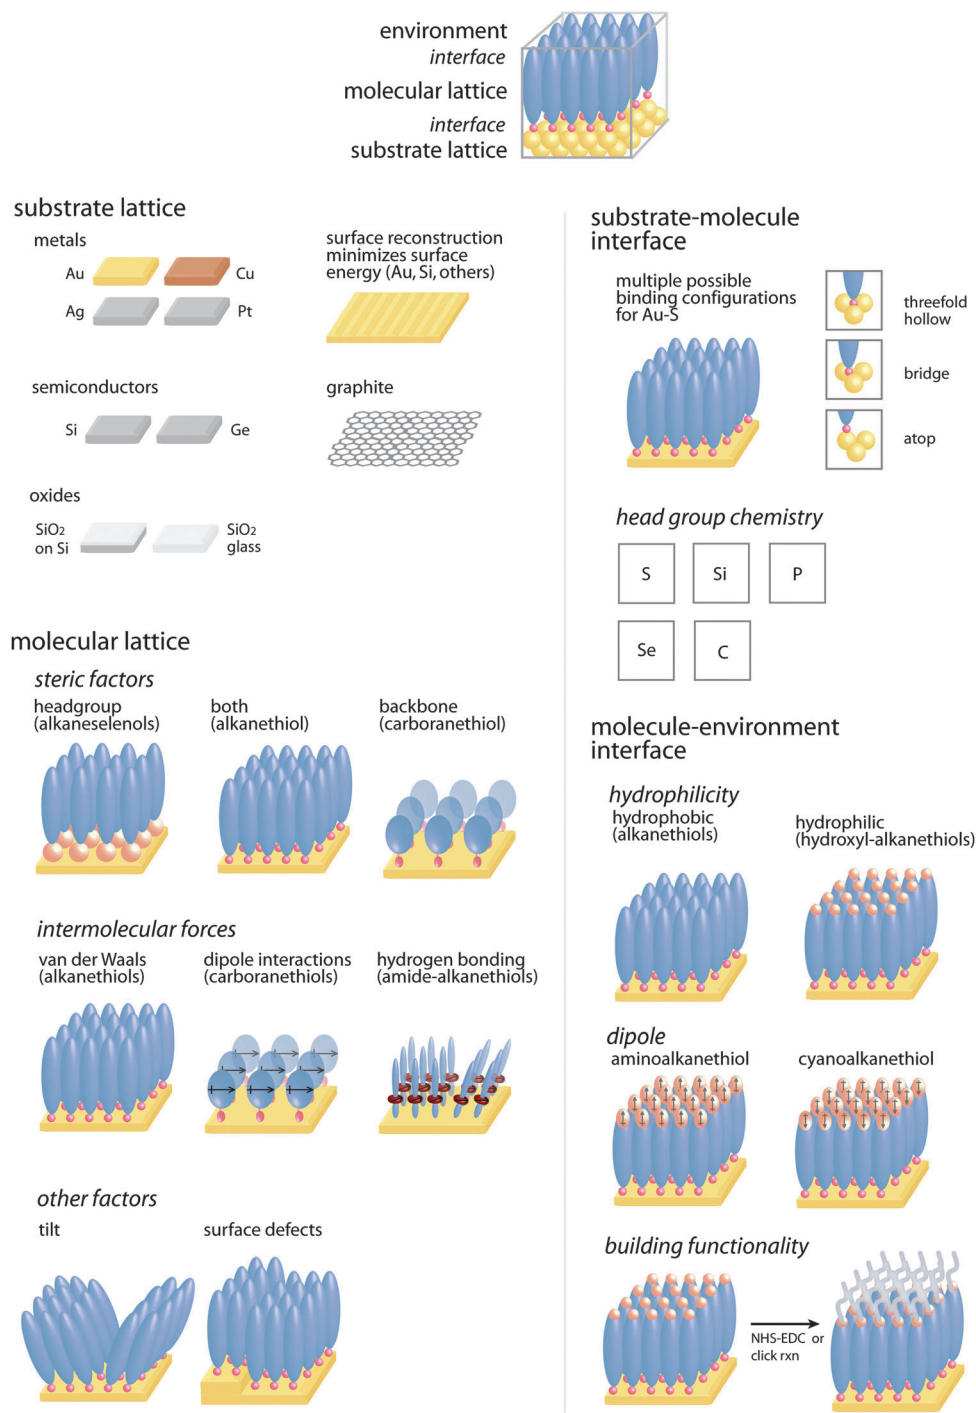 environment
interface
molecular lattice
interface
substrate lattice
substrate lattice
metals
Au
Cu
Ag
Pt
surface reconstruction
minimizes surface
energy (Au, Si, others)
semiconductors
Si
Ge
graphite
oxides
SiO₂
on Si
SiO₂
glass
molecular lattice
steric factors
headgroup
(alkaneselenols)
both
(alkanethiol)
backbone
(carboranethiol)
intermolecular forces
van der Waals
(alkanethiols)
dipole interactions
(carboranethiols)
hydrogen bonding
(amide-alkanethiols)
other factors
tilt
surface defects
substrate-molecule
interface
multiple possible
binding configurations
for Au-S
threefold
hollow
bridge
atop
head group chemistry
S
Si
P
Se
C
molecule-environment
interface
hydrophilicity
hydrophobic
(alkanethiols)
hydrophilic
(hydroxyl-alkanethiols)
dipole
aminoalkanethiol
cyanoalkanethiol
building functionality
NHS-EDC or
click rxn